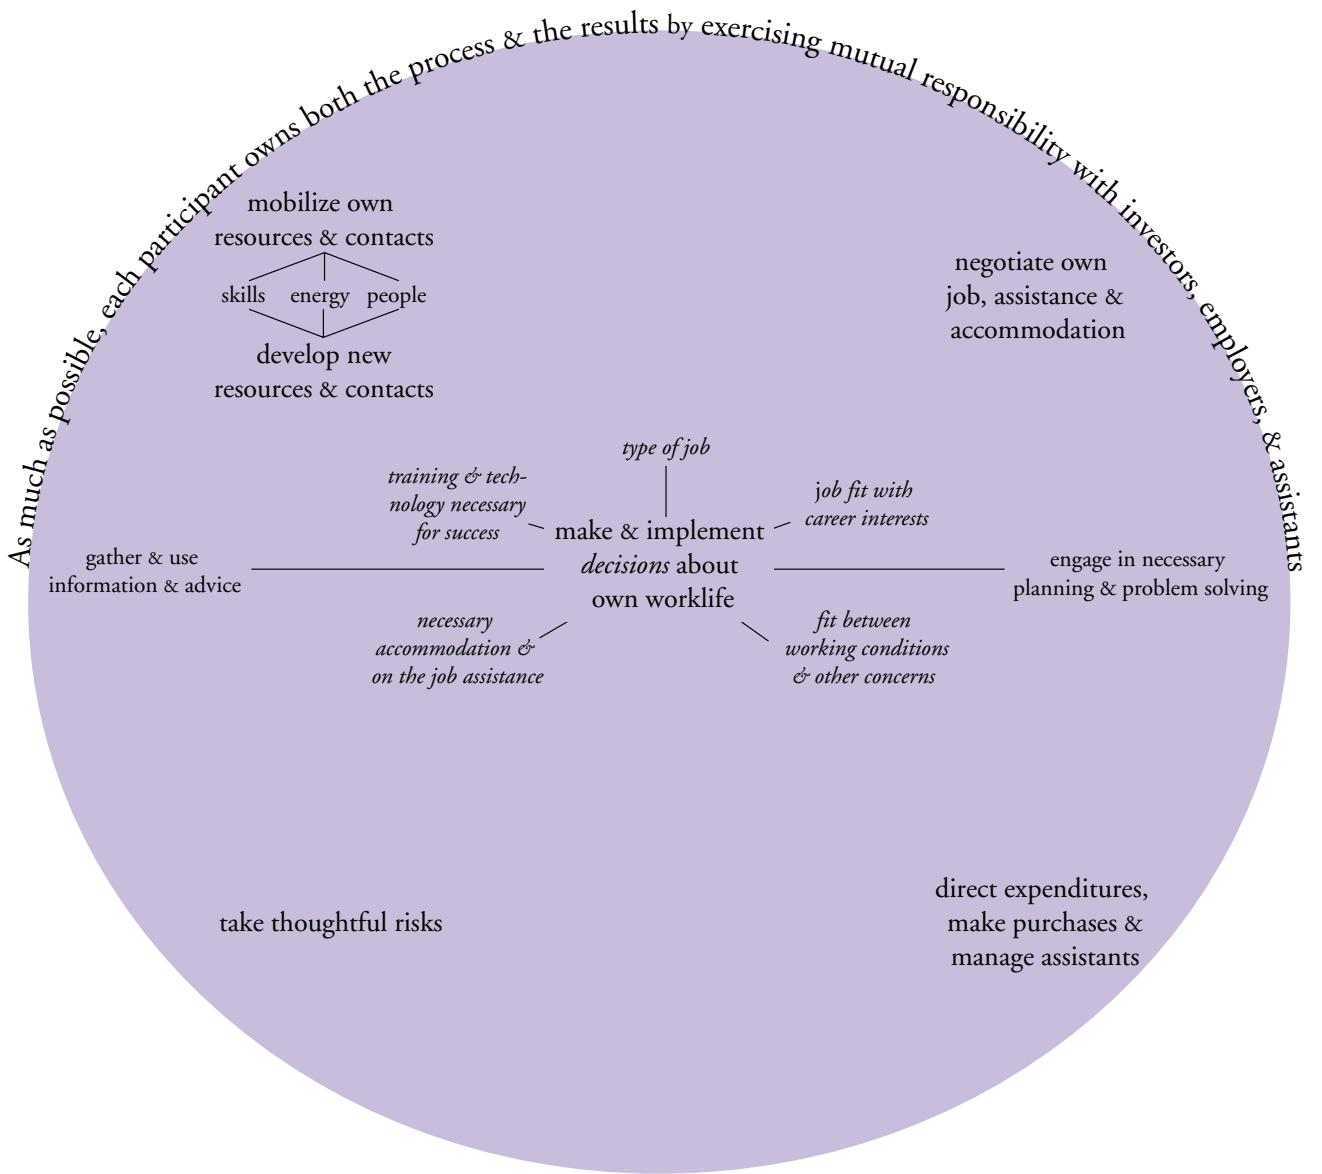 As much as possible, each participant owns both the process & the results by exercising mutual responsibility with investors, employers, & assistants
mobilize own
resources & contacts
skills energy people
develop new
resources & contacts
negotiate own
job, assistance &
accommodation
type of job
training & tech-
nology necessary
for success
job fit with
career interests
make & implement
decisions about
own worklife
gather & use
information & advice
engage in necessary
planning & problem solving
necessary
accommodation &
on the job assistance
fit between
working conditions
& other concerns
take thoughtful risks
direct expenditures,
make purchases &
manage assistants